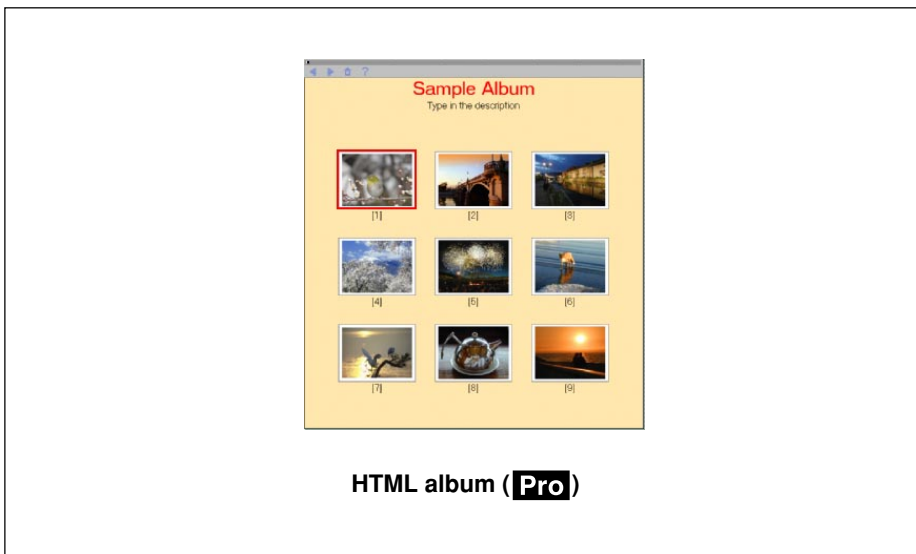 ?
Sample Album
Type in the description
[1] [2] [3]
[4] [5] [6]
[7] [8] [9]
HTML album ( Pro )